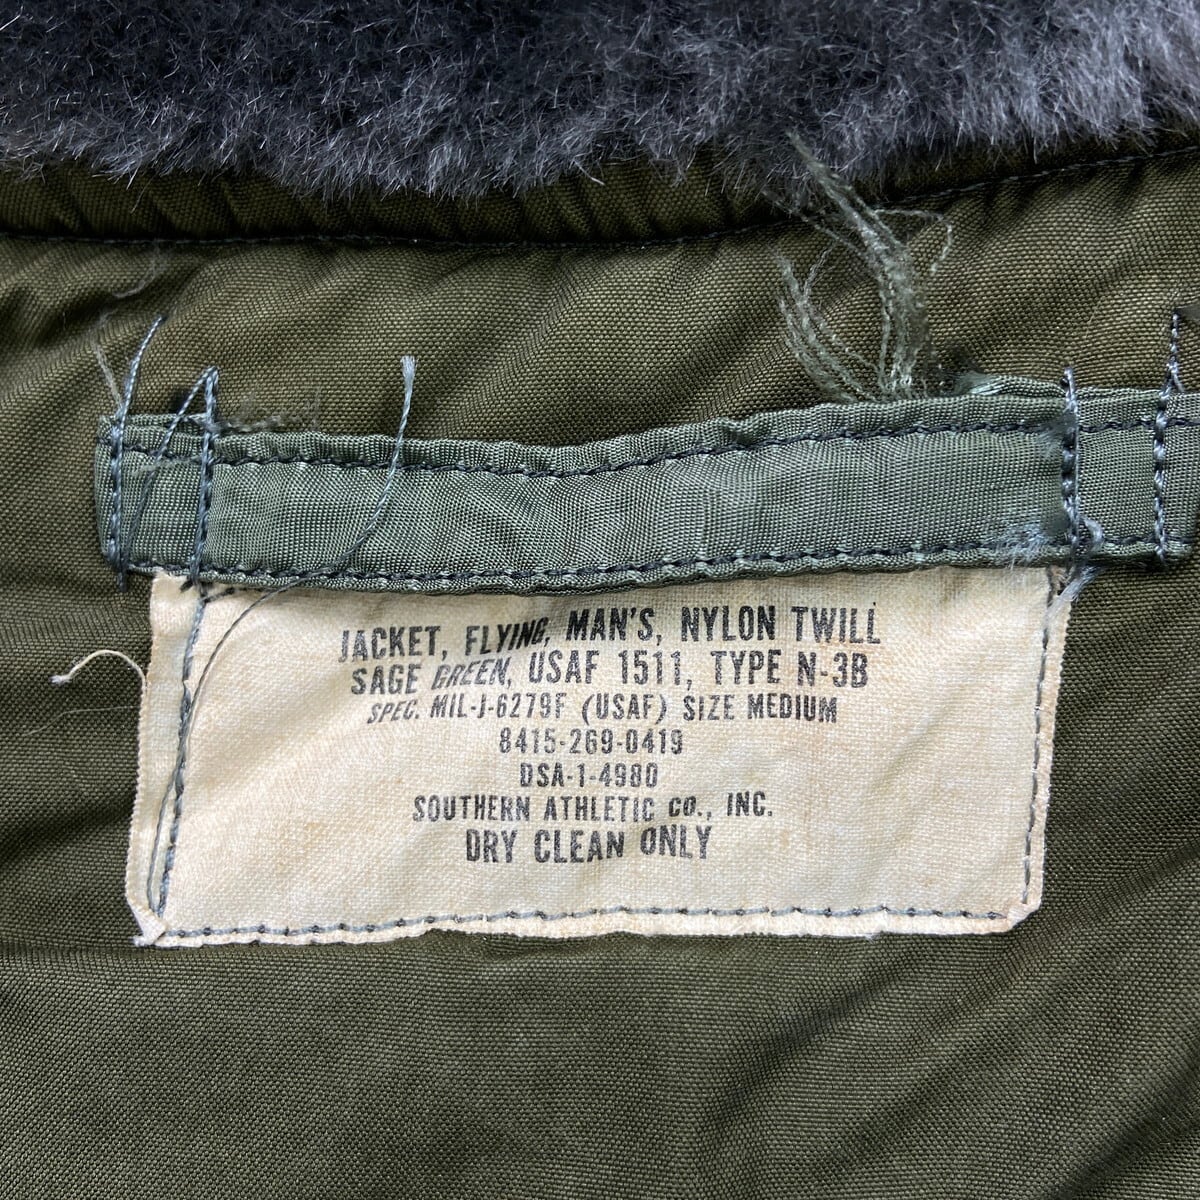 JACKET, FLYING, MAN'S, NYLON TWILL
SAGE GREEN, USAF 1511, TYPE N-3B
SPEC. MIL-J-6279F (USAF) SIZE MEDIUM
8415-269-0419
DSA-1-4980
SOUTHERN ATHLETIC CO., INC.
DRY CLEAN ONLY